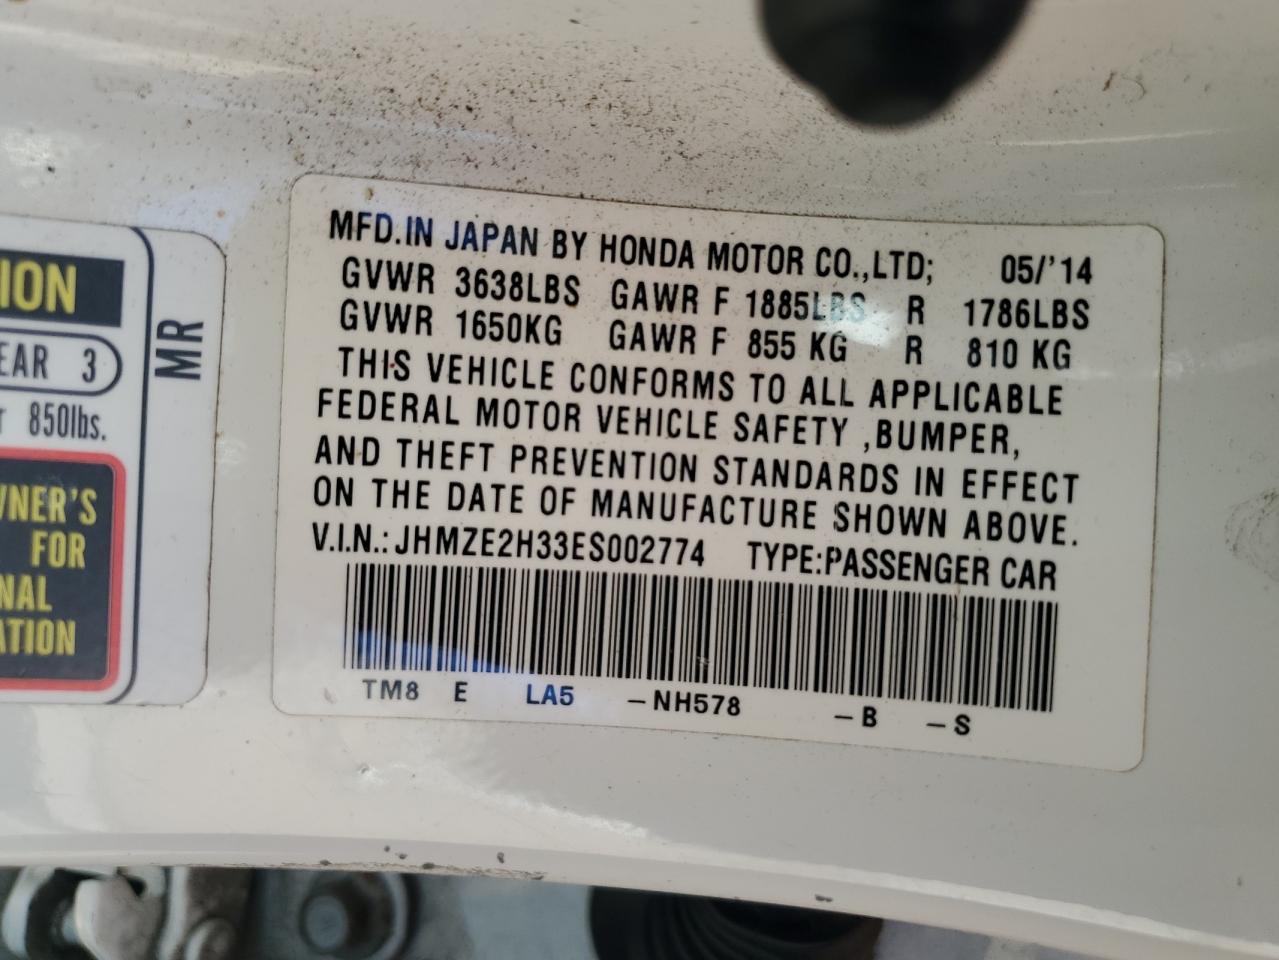 ION
EAR 3
850lbs.
WNER'S
FOR
NAL
ATION
MR
MFD.IN JAPAN BY HONDA MOTOR CO.,LTD; 05/'14
GVWR 3638LBS GAWR F 1885LBS R 1786LBS
GVWR 1650KG GAWR F 855 KG R 810 KG
THIS VEHICLE CONFORMS TO ALL APPLICABLE
FEDERAL MOTOR VEHICLE SAFETY ,BUMPER,
AND THEFT PREVENTION STANDARDS IN EFFECT
ON THE DATE OF MANUFACTURE SHOWN ABOVE.
V.I.N.: JHMZE2H33ES002774 TYPE:PASSENGER CAR
TM8 E LA5 –NH578 –B –S